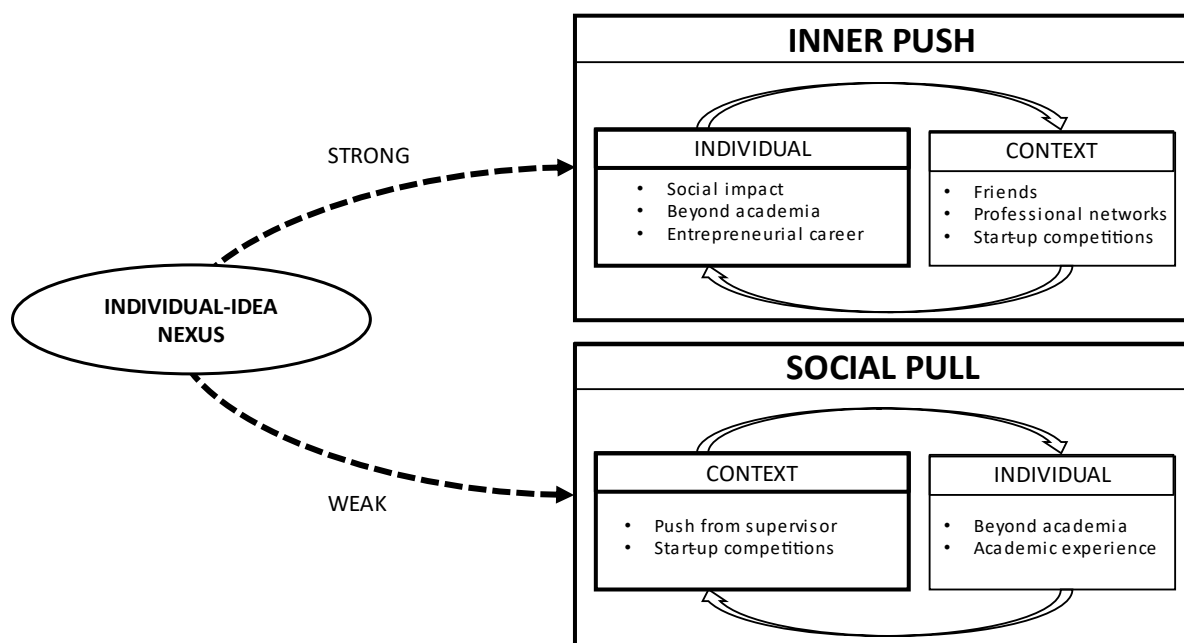 INNER PUSH
STRONG
INDIVIDUAL
• Social impact
• Beyond academia
• Entrepreneurial career
CONTEXT
• Friends
• Professional networks
• Start-up competitions
INDIVIDUAL-IDEA
NEXUS
SOCIAL PULL
WEAK
CONTEXT
• Push from supervisor
• Start-up competitions
INDIVIDUAL
• Beyond academia
• Academic experience